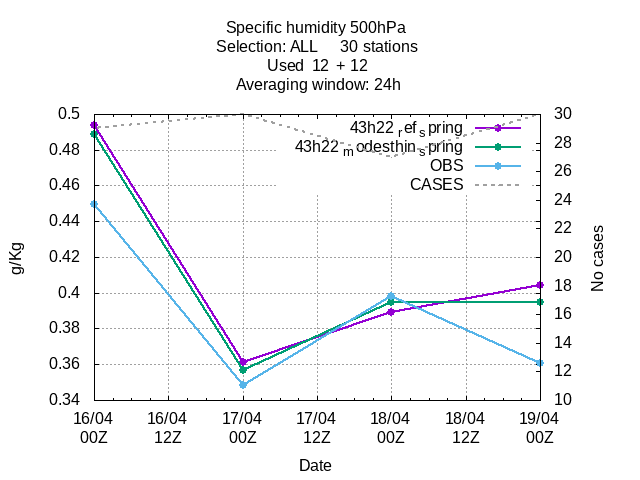 Specific humidity 500hPa
Selection: ALL 30 stations
Used 12 + 12
Averaging window: 24h
43h22_ref_spring
43h22_modesthin_spring
OBS
CASES
0.5
0.48
0.46
0.44
0.42
0.4
0.38
0.36
0.34
g/Kg
30
28
26
24
22
20
18
16
14
12
10
No cases
16/04 16/04 17/04 17/04 18/04 18/04 19/04
00Z 12Z 00Z 12Z 00Z 12Z 00Z
Date